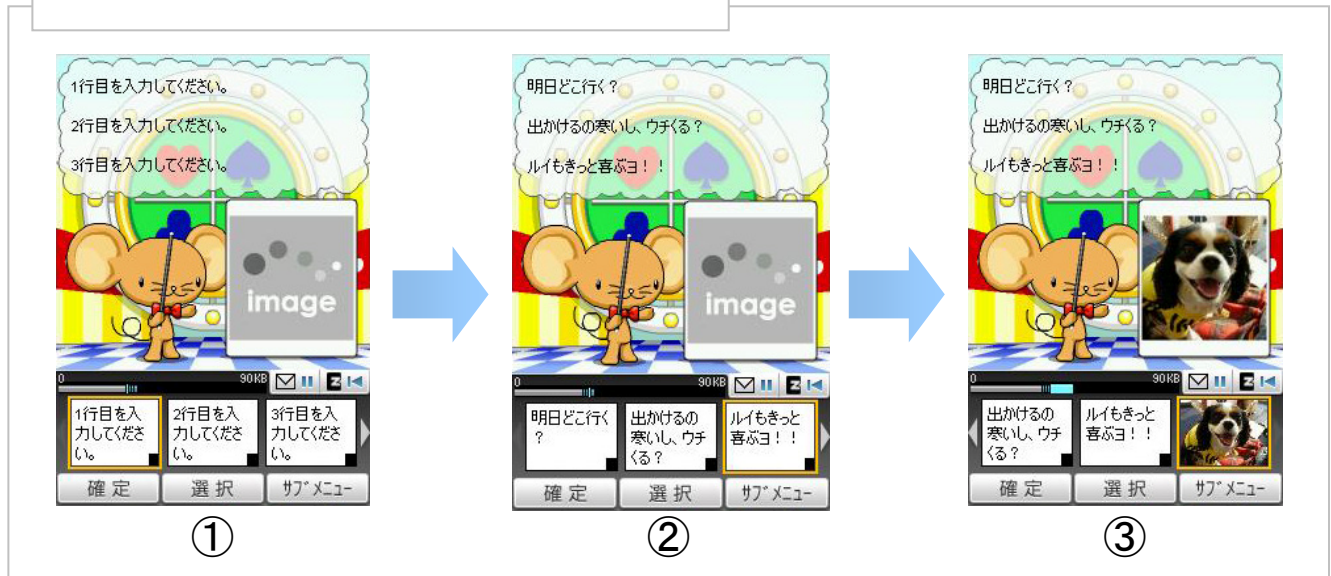 1行目を入力してください。
2行目を入力してください。
3行目を入力してください。
image
0 90KB
1行目を入
力してくださ
い。
2行目を入
力してくださ
い。
3行目を入
力してくださ
い。
確定 選択 サブメニュー
①
明日どこ行く?
出かけるの寒いし、ウチくる?
ルイもきっと喜ぶヨ!!
image
0 90KB
明日どこ行く
?
出かけるの
寒いし、ウチ
くる?
ルイもきっと
喜ぶヨ!!
確定 選択 サブメニュー
②
明日どこ行く?
出かけるの寒いし、ウチくる?
ルイもきっと喜ぶヨ!!
0 90KB
出かけるの
寒いし、ウチ
くる?
ルイもきっと
喜ぶヨ!!
確定 選択 サブメニュー
③